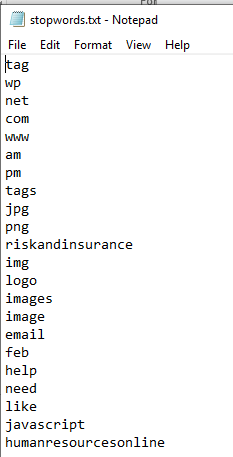 stopwords.txt - Notepad
File Edit Format View Help
tag
wp
net
com
www
am
pm
tags
jpg
png
riskandinsurance
img
logo
images
image
email
feb
help
need
like
javascript
humanresourcesonline